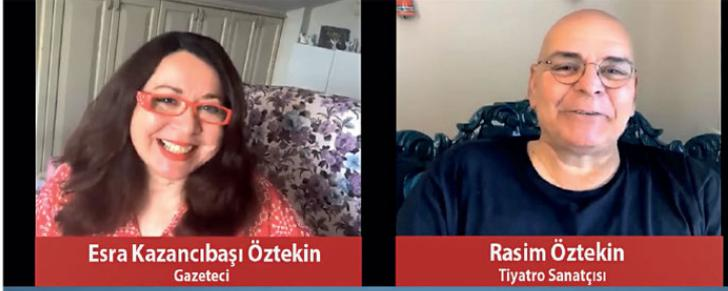 Esra Kazancıbaşı Öztekin
Gazeteci
Rasim Öztekin
Tiyatro Sanatçısı